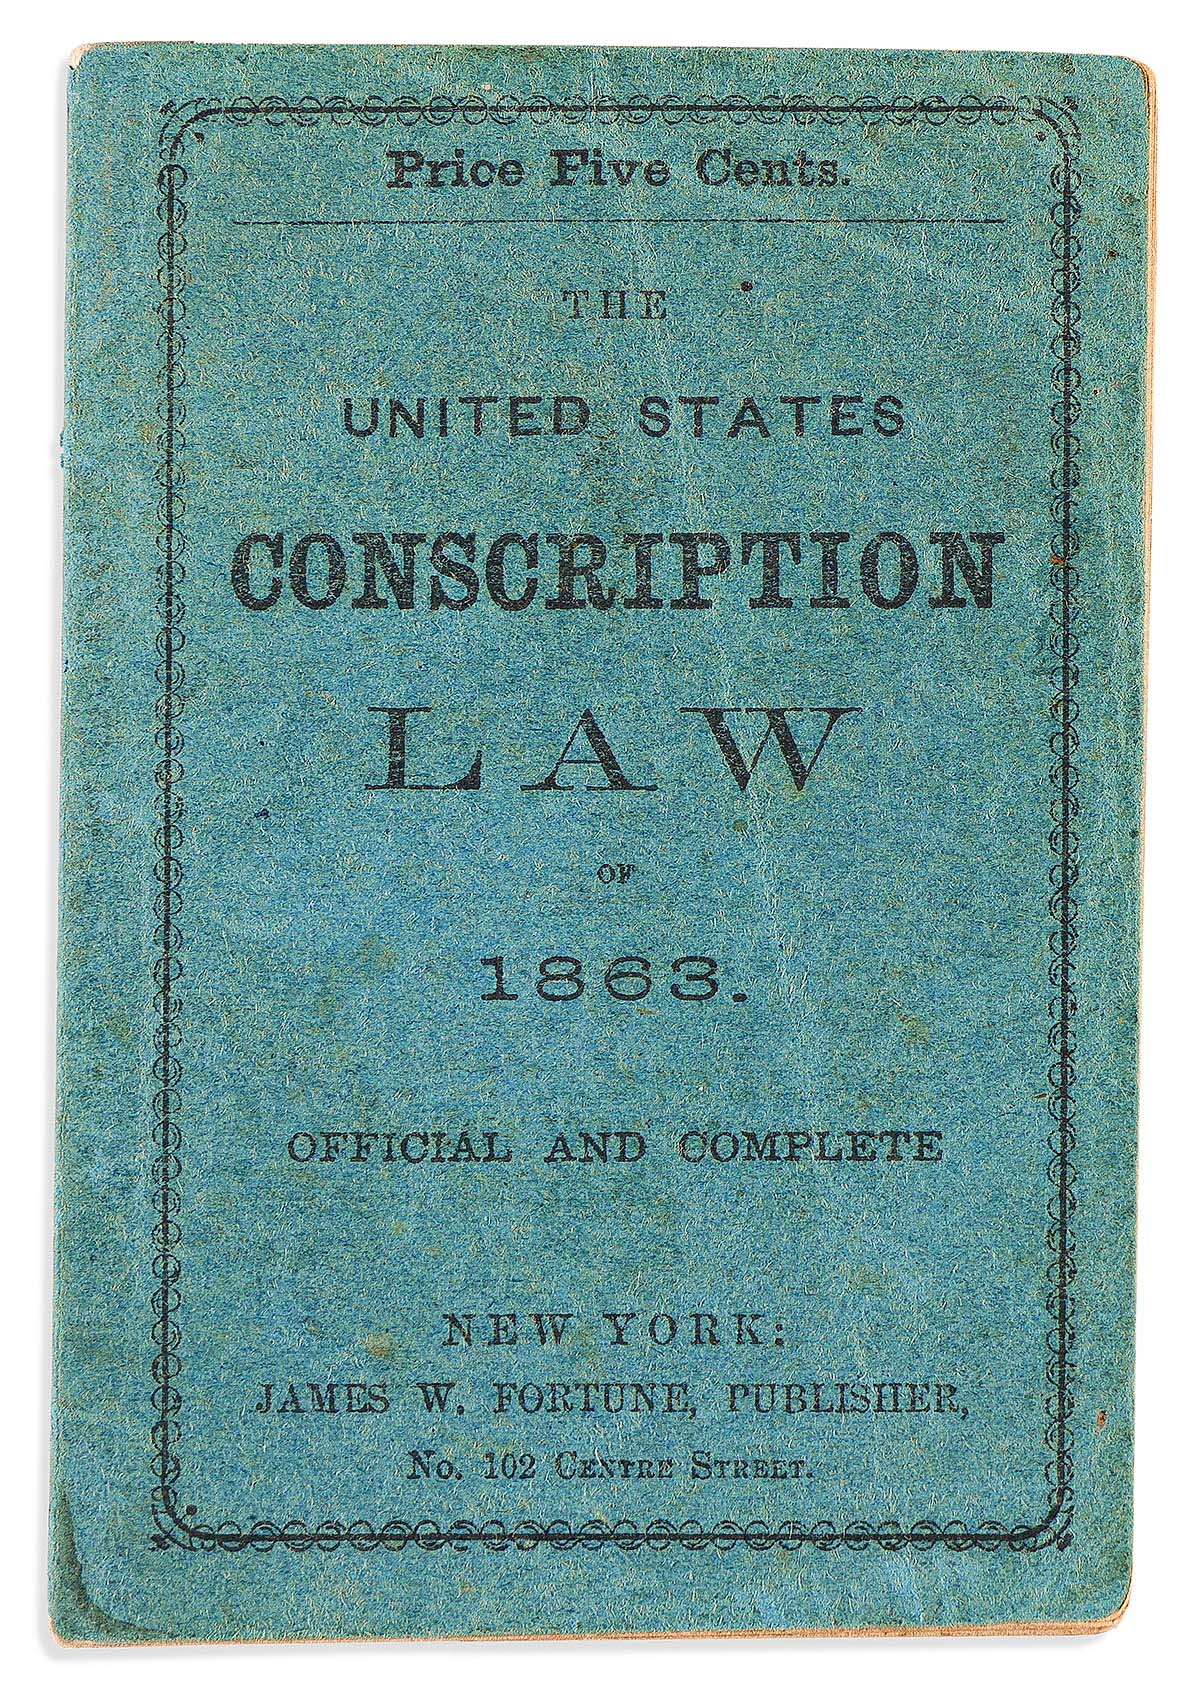 Price Five Cents.
THE
UNITED STATES
CONSCRIPTION
LAW
OF
1863.
OFFICIAL AND COMPLETE
NEW YORK:
JAMES W. FORTUNE, PUBLISHER,
No. 102 CENTRE STREET.